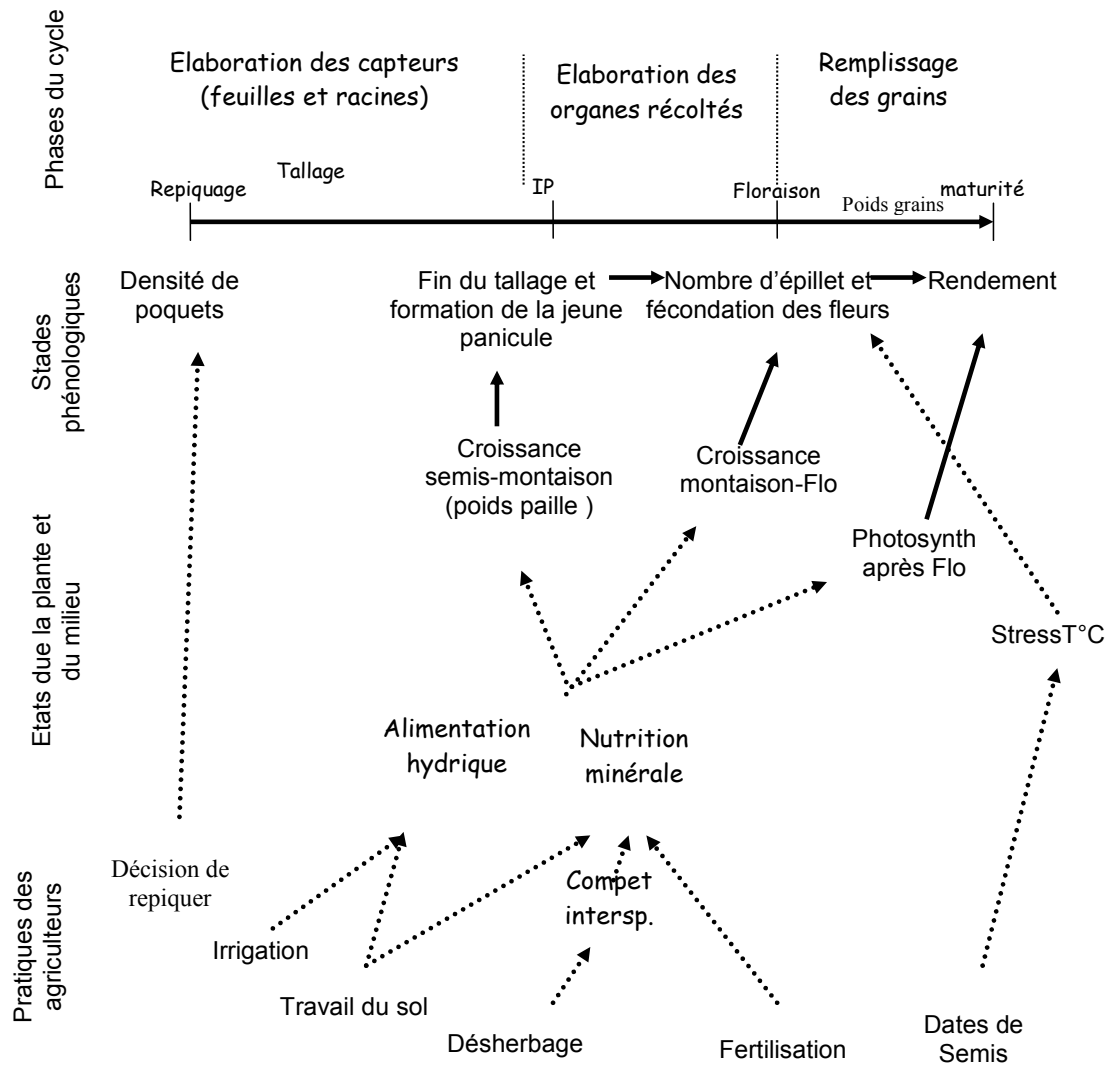 Phases du cycle
Elaboration des capteurs
(feuilles et racines)
Elaboration des
organes récoltés
Remplissage
des grains
Repiquage
Tallage
IP
Floraison
Poids grains
maturité
Stades
phénologiques
Densité de
poquets
Fin du tallage et
formation de la jeune
panicule
Nombre d'épillet et
fécondation des fleurs
Rendement
Etats due la plante et
du milieu
Croissance
semis-montaison
(poids paille )
Croissance
montaison-Flo
Photosynth
après Flo
StressT°C
Alimentation
hydrique
Nutrition
minérale
Pratiques des
agriculteurs
Décision de
repiquer
Irrigation
Travail du sol
Compet
intersp.
Désherbage
Fertilisation
Dates de
Semis